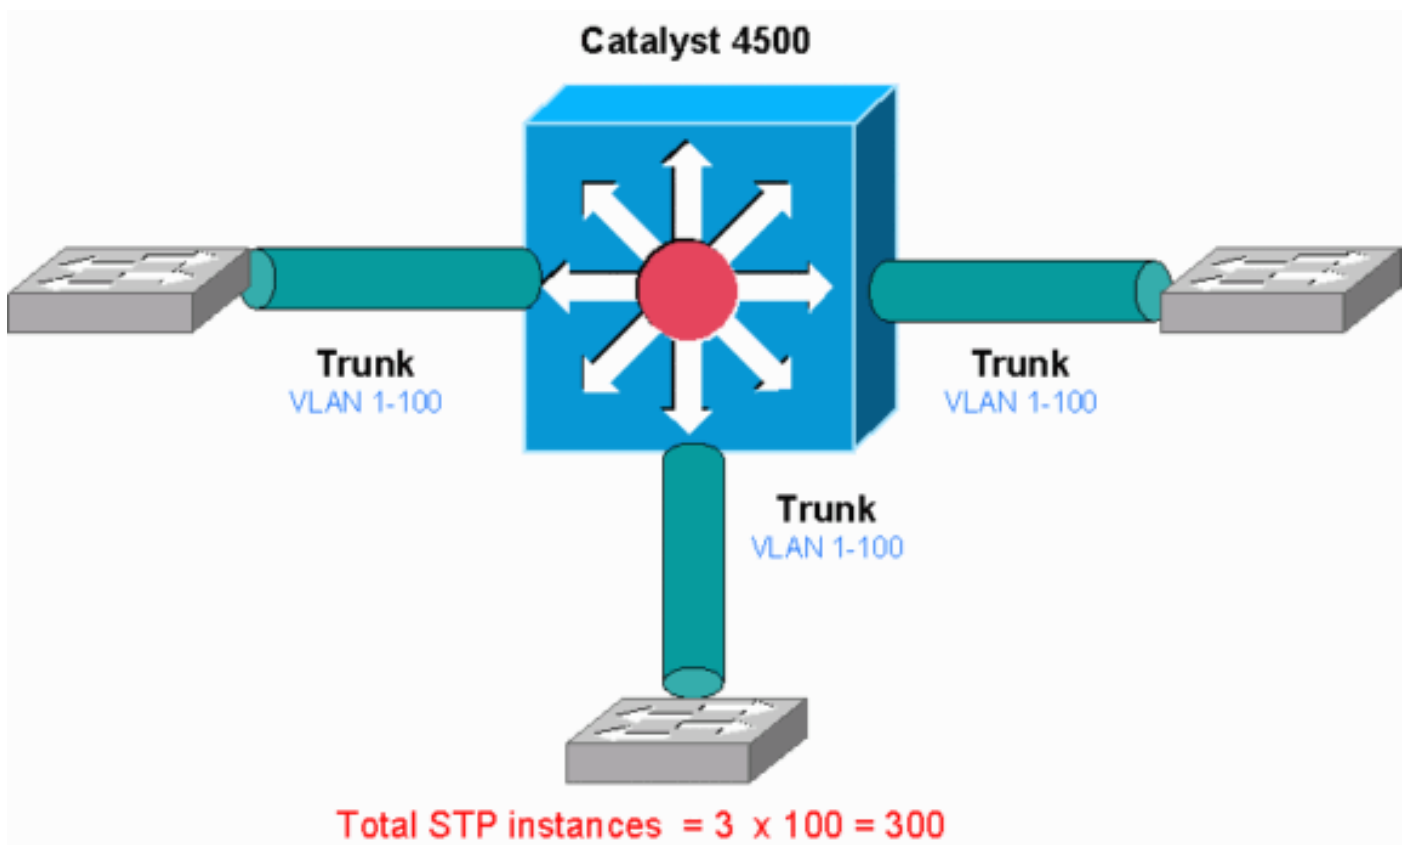 Catalyst 4500
Trunk
VLAN 1-100
Trunk
VLAN 1-100
Trunk
VLAN 1-100
Total STP instances = 3 x 100 = 300